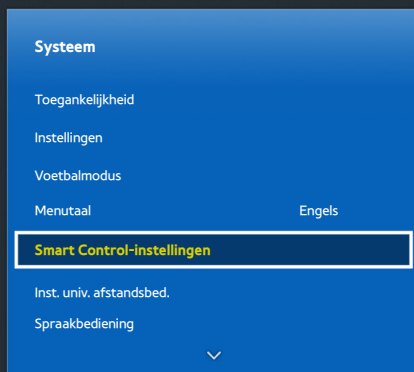 Systeem
Toegankelijkheid
Instellingen
Voetbalmodus
Menutaal Engels
Smart Control-instellingen
Inst. univ. afstandsbed.
Spraakbediening